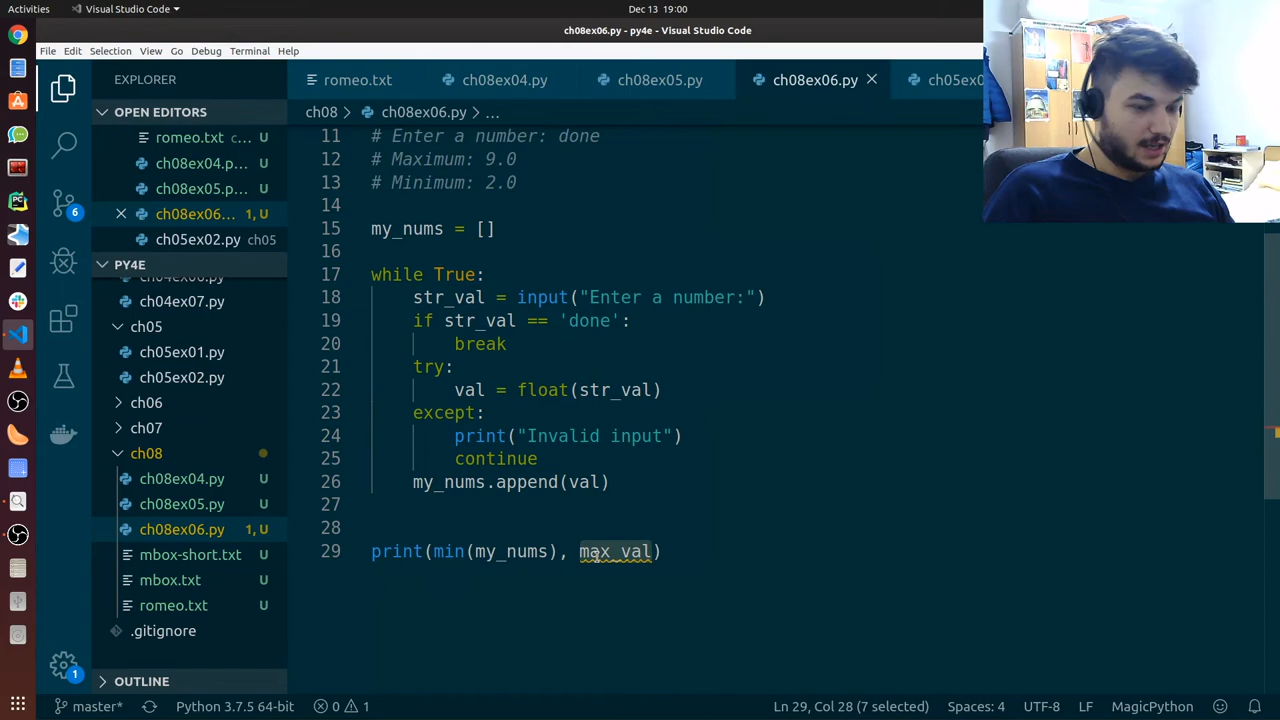 Activities
Visual Studio Code
Dec 13 19:00
ch08ex06.py - py4e - Visual Studio Code
File Edit Selection View Go Debug Terminal Help
EXPLORER
OPEN EDITORS
romeo.txt c…
ch08ex04.p… U
ch08ex05.p… U
ch08ex06… 1, U
ch05ex02.py ch05
PY4E
ch04ex07.py
ch05
ch05ex01.py
ch05ex02.py
ch06
ch07
ch08
ch08ex04.py U
ch08ex05.py U
ch08ex06.py 1, U
mbox-short.txt U
mbox.txt U
romeo.txt U
.gitignore
OUTLINE
6
1
PC
romeo.txt ch08ex04.py ch08ex05.py ch08ex06.py ch05ex0
ch08 > ch08ex06.py > …
11 # Enter a number: done
12 # Maximum: 9.0
13 # Minimum: 2.0
14
15 my_nums = []
16
17 while True:
18 str_val = input("Enter a number:")
19 if str_val == 'done':
20 break
21 try:
22 val = float(str_val)
23 except:
24 print("Invalid input")
25 continue
26 my_nums.append(val)
27
28
29 print(min(my_nums), max_val)
master* Python 3.7.5 64-bit 0 1 Ln 29, Col 28 (7 selected) Spaces: 4 UTF-8 LF MagicPython